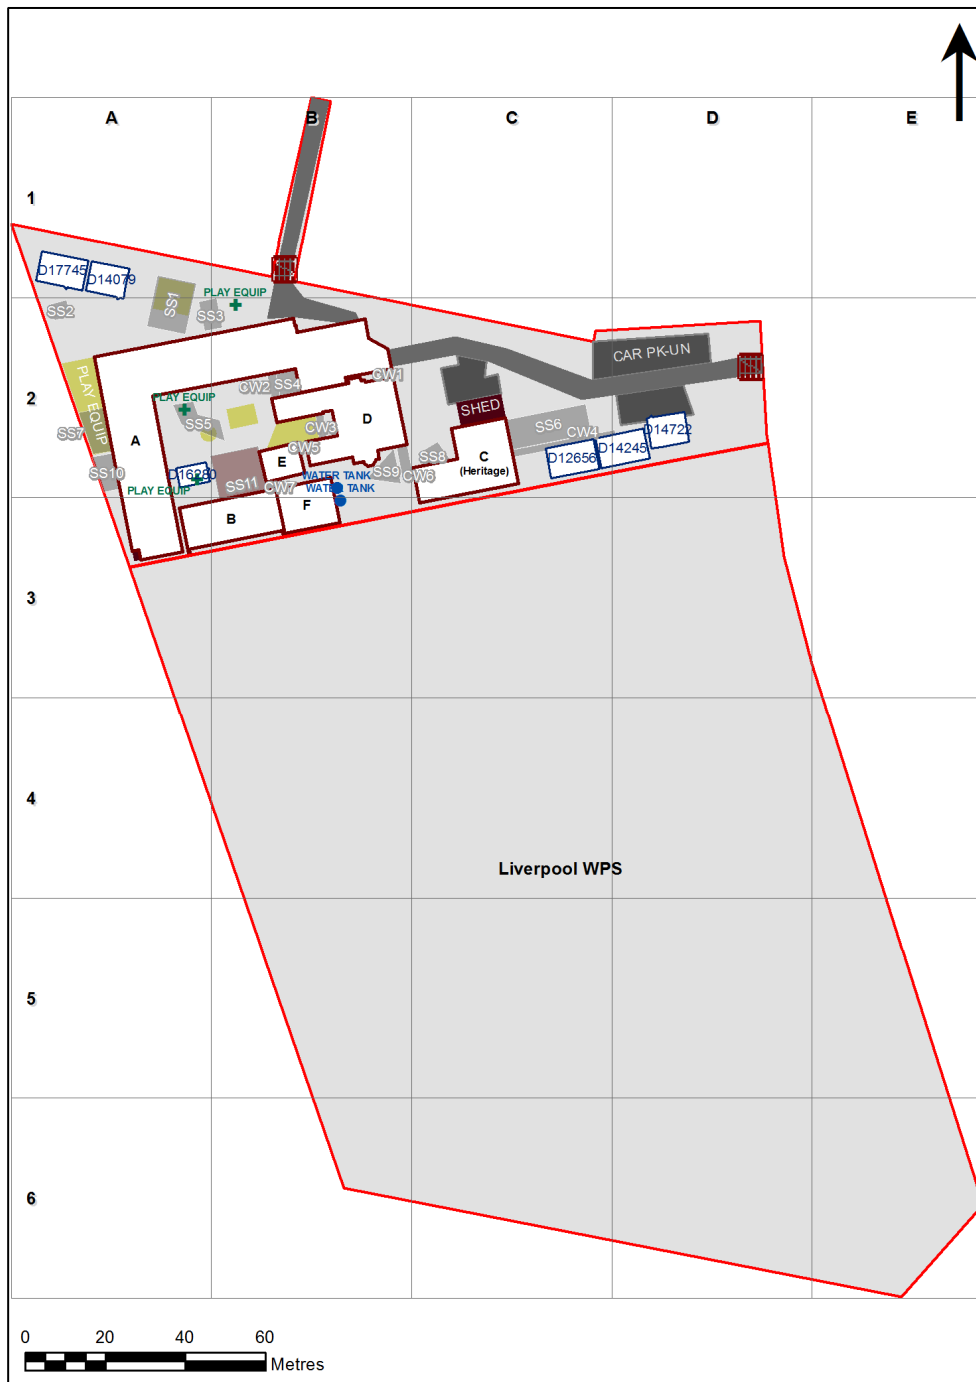 A
B
C
D
E
1
D17745
D14079
SS2
SS1
PLAY EQUIP
SS3
2
PLAY EQUIP
SS7
SS10
A
CW2
SS4
CW1
PLAY EQUIP
SS5
D
CW3
CW5
E
D16280
PLAY EQUIP
SS11
CW7
WATER TANK
WATER TANK
SS9
CW6
SS8
B
F
SHED
C
(Heritage)
SS6
CW4
CAR PK-UN
D12656
D14245
D14722
3
4
Liverpool WPS
5
6
0
20
40
60
Metres